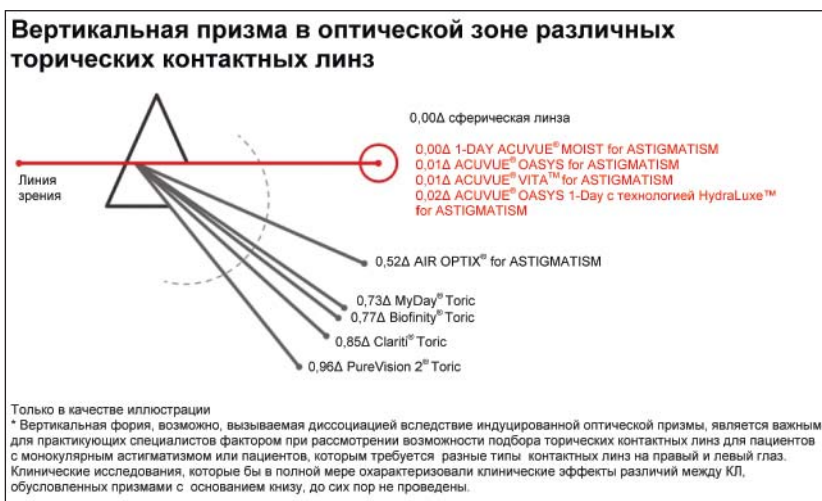 Вертикальная призма в оптической зоне различных
торических контактных линз
0,00Δ сферическая линза
0,00Δ 1-DAY ACUVUE® MOIST for ASTIGMATISM
0,01Δ ACUVUE® OASYS for ASTIGMATISM
0,01Δ ACUVUE® VITA™ for ASTIGMATISM
0,02Δ ACUVUE® OASYS 1-Day с технологией HydraLuxe™
for ASTIGMATISM
Линия
зрения
0,52Δ AIR OPTIX® for ASTIGMATISM
0,73Δ MyDay® Toric
0,77Δ Biofinity® Toric
0,85Δ Clariti® Toric
0,96Δ PureVision 2® Toric
Только в качестве иллюстрации
* Вертикальная фория, возможно, вызываемая диссоциацией вследствие индуцированной оптической призмы, является важным
для практикующих специалистов фактором при рассмотрении возможности подбора торических контактных линз для пациентов
с монокулярным астигматизмом или пациентов, которым требуется разные типы контактных линз на правый и левый глаз.
Клинические исследования, которые бы в полной мере охарактеризовали клинические эффекты различий между КЛ,
обусловленных призмами с основанием книзу, до сих пор не проведены.